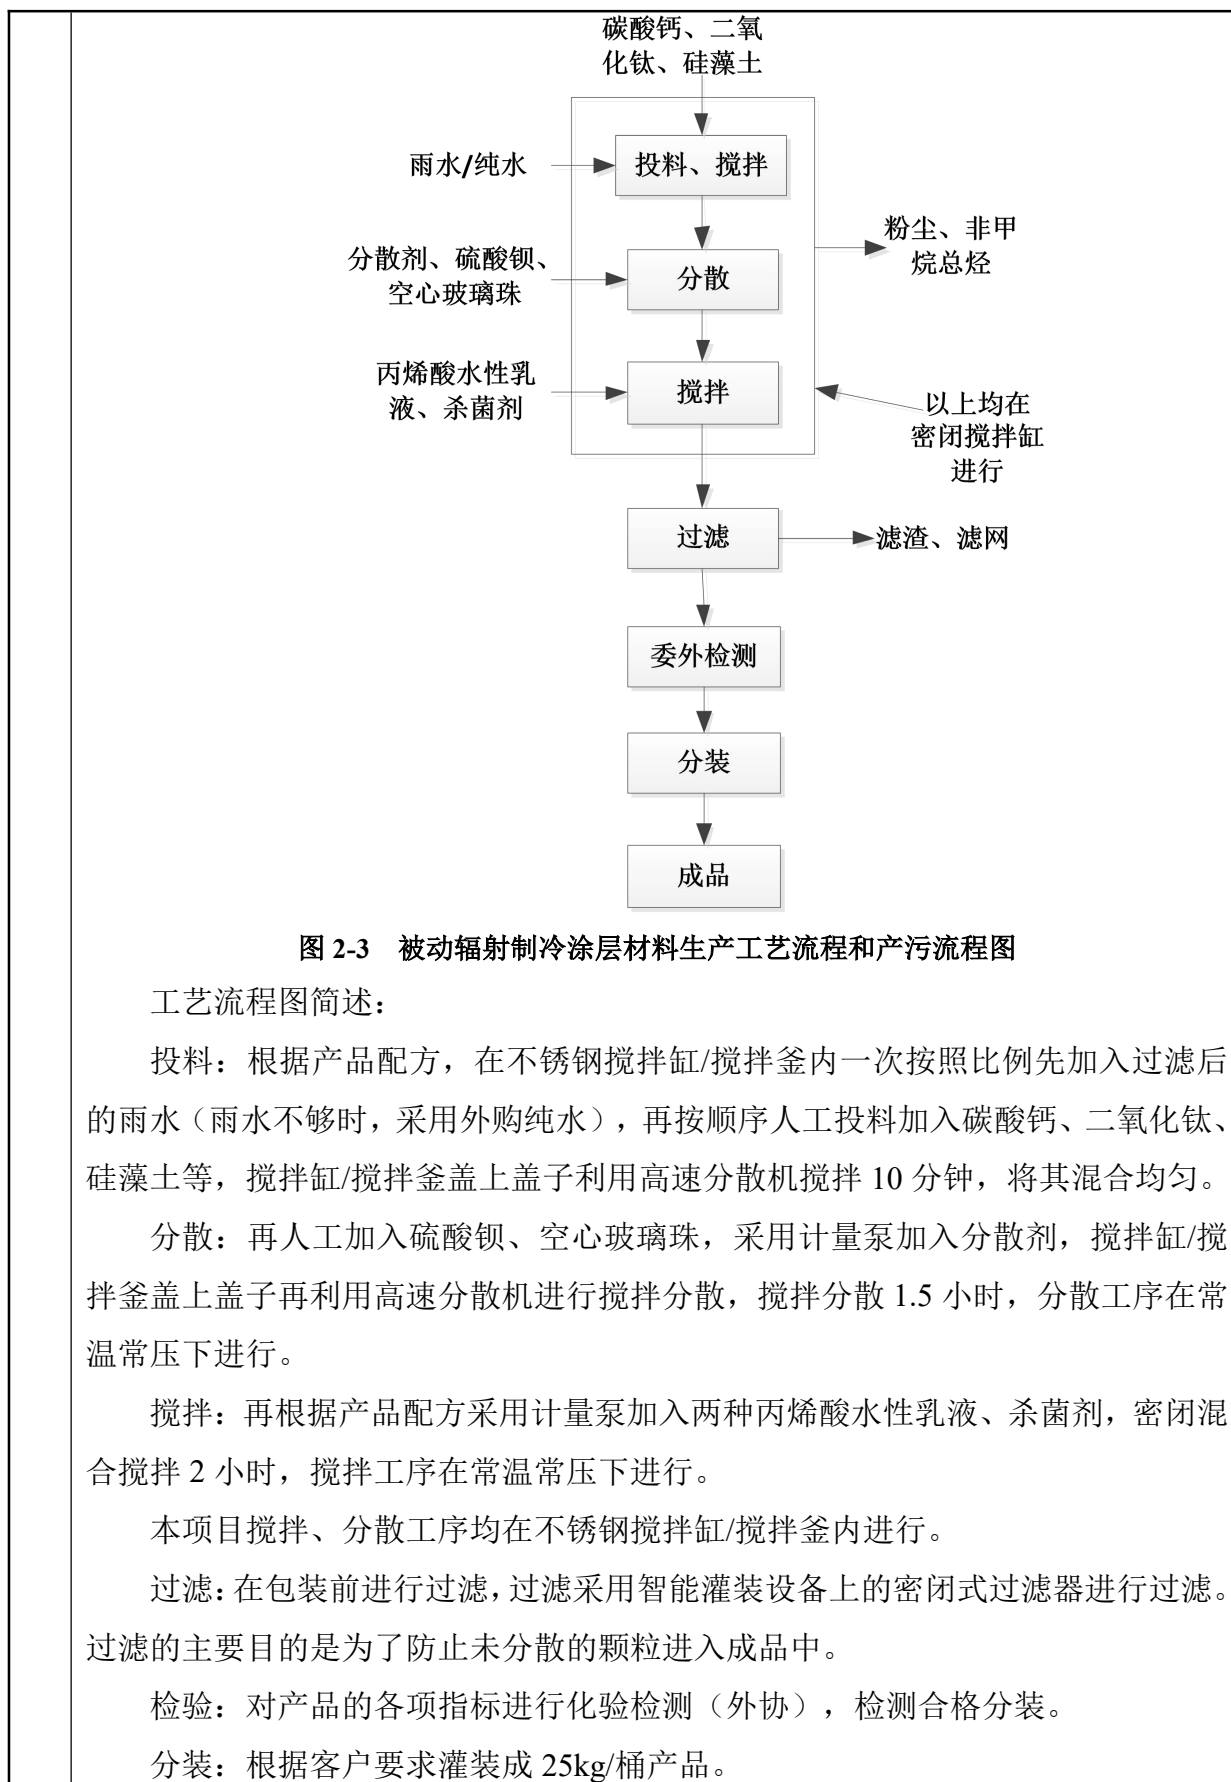 碳酸钙、二氧
化钛、硅藻土
雨水/纯水
投料、搅拌
粉尘、非甲
烷总烃
分散剂、硫酸钡、
空心玻璃珠
分散
丙烯酸水性乳
液、杀菌剂
搅拌
以上均在
密闭搅拌缸
进行
过滤
滤渣、滤网
委外检测
分装
成品
图 2-3 被动辐射制冷涂层材料生产工艺流程和产污流程图
工艺流程图简述：
投料：根据产品配方，在不锈钢搅拌缸/搅拌釜内一次按照比例先加入过滤后
的雨水（雨水不够时，采用外购纯水），再按顺序人工投料加入碳酸钙、二氧化钛、
硅藻土等，搅拌缸/搅拌釜盖上盖子利用高速分散机搅拌 10 分钟，将其混合均匀。
分散：再人工加入硫酸钡、空心玻璃珠，采用计量泵加入分散剂，搅拌缸/搅
拌釜盖上盖子再利用高速分散机进行搅拌分散，搅拌分散 1.5 小时，分散工序在常
温常压下进行。
搅拌：再根据产品配方采用计量泵加入两种丙烯酸水性乳液、杀菌剂，密闭混
合搅拌 2 小时，搅拌工序在常温常压下进行。
本项目搅拌、分散工序均在不锈钢搅拌缸/搅拌釜内进行。
过滤：在包装前进行过滤，过滤采用智能灌装设备上的密闭式过滤器进行过滤。
过滤的主要目的是为了防止未分散的颗粒进入成品中。
检验：对产品的各项指标进行化验检测（外协），检测合格分装。
分装：根据客户要求灌装成 25kg/桶产品。